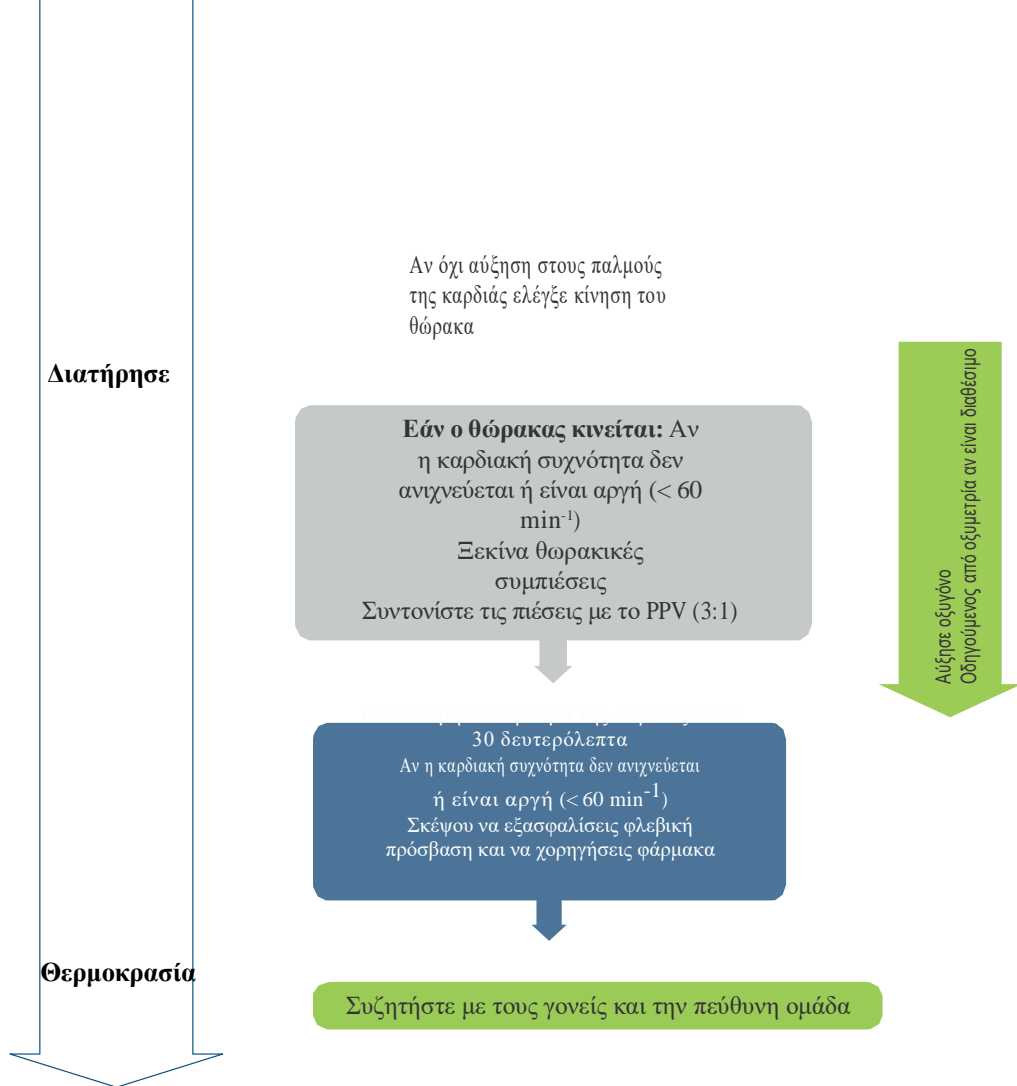 Αν όχι αύξηση στους παλμούς
της καρδιάς ελέγξε κίνηση του
θώρακα
Διατήρησε
Εάν ο θώρακας κινείται: Αν
η καρδιακή συχνότητα δεν
ανιχνεύεται ή είναι αργή (< 60
min⁻¹)
Ξεκίνα θωρακικές
συμπιέσεις
Συντονίστε τις πιέσεις με το PPV (3:1)
Αύξησε οξυγόνο
Οδηγούμενος από οξυμετρία αν είναι διαθέσιμο
30 δευτερόλεπτα
Αν η καρδιακή συχνότητα δεν ανιχνεύεται
ή είναι αργή (< 60 min⁻¹)
Σκέψου να εξασφαλίσεις φλεβική
πρόσβαση και να χορηγήσεις φάρμακα
Θερμοκρασία
Συζητήστε με τους γονείς και την πεύθυνη ομάδα